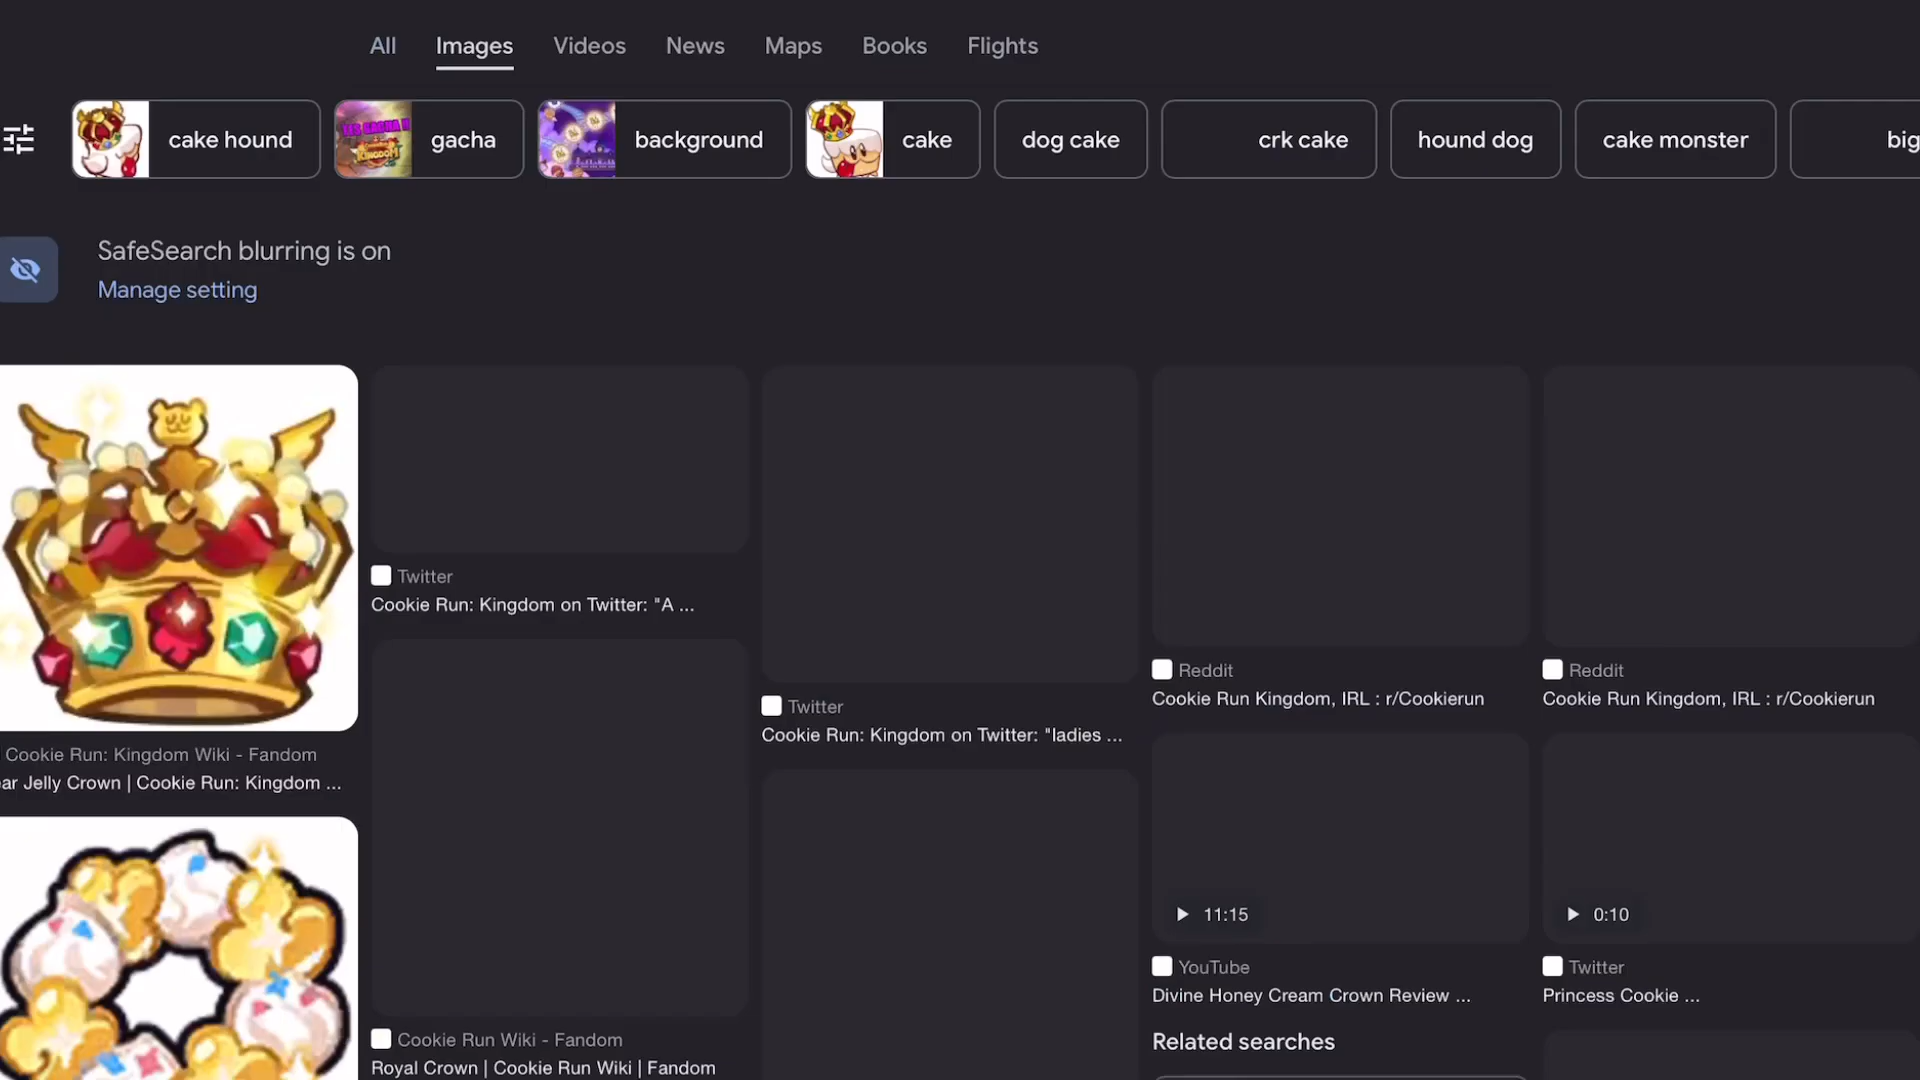 All
Images
Videos
News
Maps
Books
Flights
cake hound
gacha
background
cake
dog cake
crk cake
hound dog
cake monster
big
SafeSearch blurring is on
Manage setting
Cookie Run: Kingdom Wiki - Fandom
ar Jelly Crown | Cookie Run: Kingdom ...
Twitter
Cookie Run: Kingdom on Twitter: "A ...
Cookie Run Wiki - Fandom
Royal Crown | Cookie Run Wiki | Fandom
Twitter
Cookie Run: Kingdom on Twitter: "ladies ...
Reddit
Cookie Run Kingdom, IRL : r/Cookierun
11:15
YouTube
Divine Honey Cream Crown Review ...
Related searches
Reddit
Cookie Run Kingdom, IRL : r/Cookierun
0:10
Twitter
Princess Cookie ...